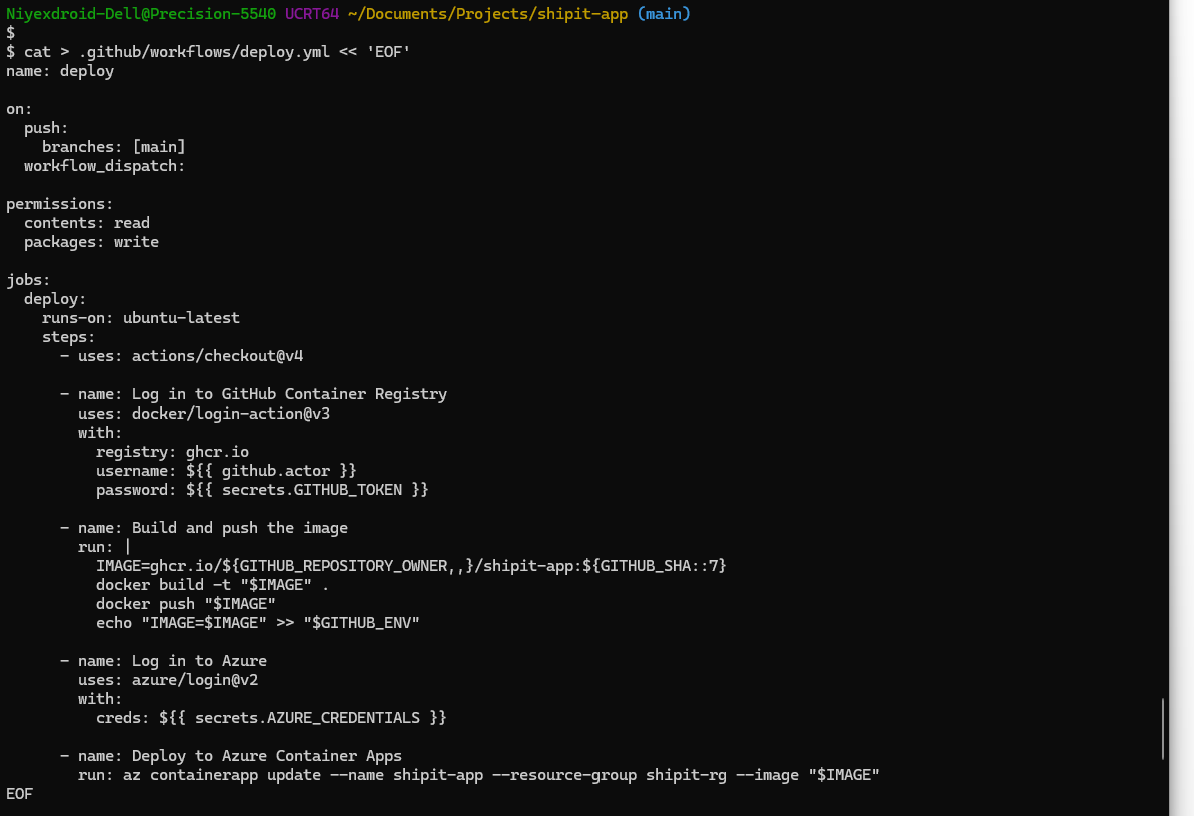 Niyexdroid-Dell@Precision-5540 UCRT64 ~/Documents/Projects/shipit-app (main)
$
$ cat > .github/workflows/deploy.yml << 'EOF'
name: deploy

on:
  push:
    branches: [main]
  workflow_dispatch:

permissions:
  contents: read
  packages: write

jobs:
  deploy:
    runs-on: ubuntu-latest
    steps:
      - uses: actions/checkout@v4

      - name: Log in to GitHub Container Registry
        uses: docker/login-action@v3
        with:
          registry: ghcr.io
          username: ${{ github.actor }}
          password: ${{ secrets.GITHUB_TOKEN }}

      - name: Build and push the image
        run: |
          IMAGE=ghcr.io/${GITHUB_REPOSITORY_OWNER,,}/shipit-app:${GITHUB_SHA::7}
          docker build -t "$IMAGE" .
          docker push "$IMAGE"
          echo "IMAGE=$IMAGE" >> "$GITHUB_ENV"

      - name: Log in to Azure
        uses: azure/login@v2
        with:
          creds: ${{ secrets.AZURE_CREDENTIALS }}

      - name: Deploy to Azure Container Apps
        run: az containerapp update --name shipit-app --resource-group shipit-rg --image "$IMAGE"
EOF